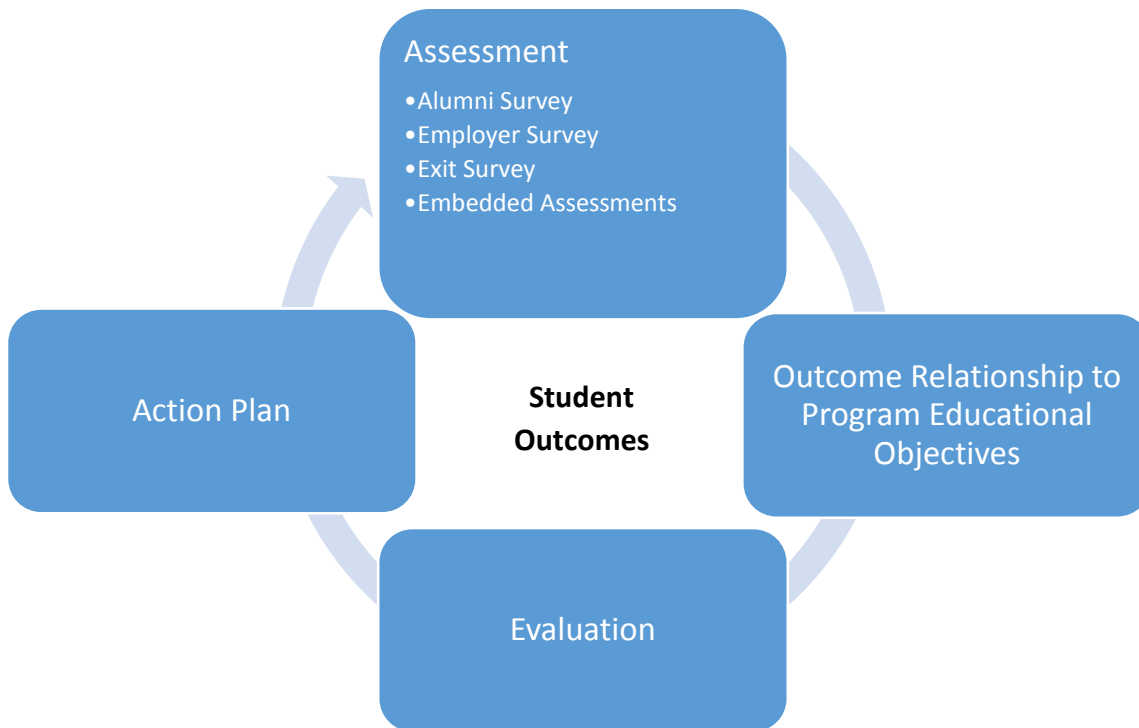 Assessment
•Alumni Survey
•Employer Survey
•Exit Survey
•Embedded Assessments
Outcome Relationship to
Program Educational
Objectives
Evaluation
Action Plan
Student
Outcomes